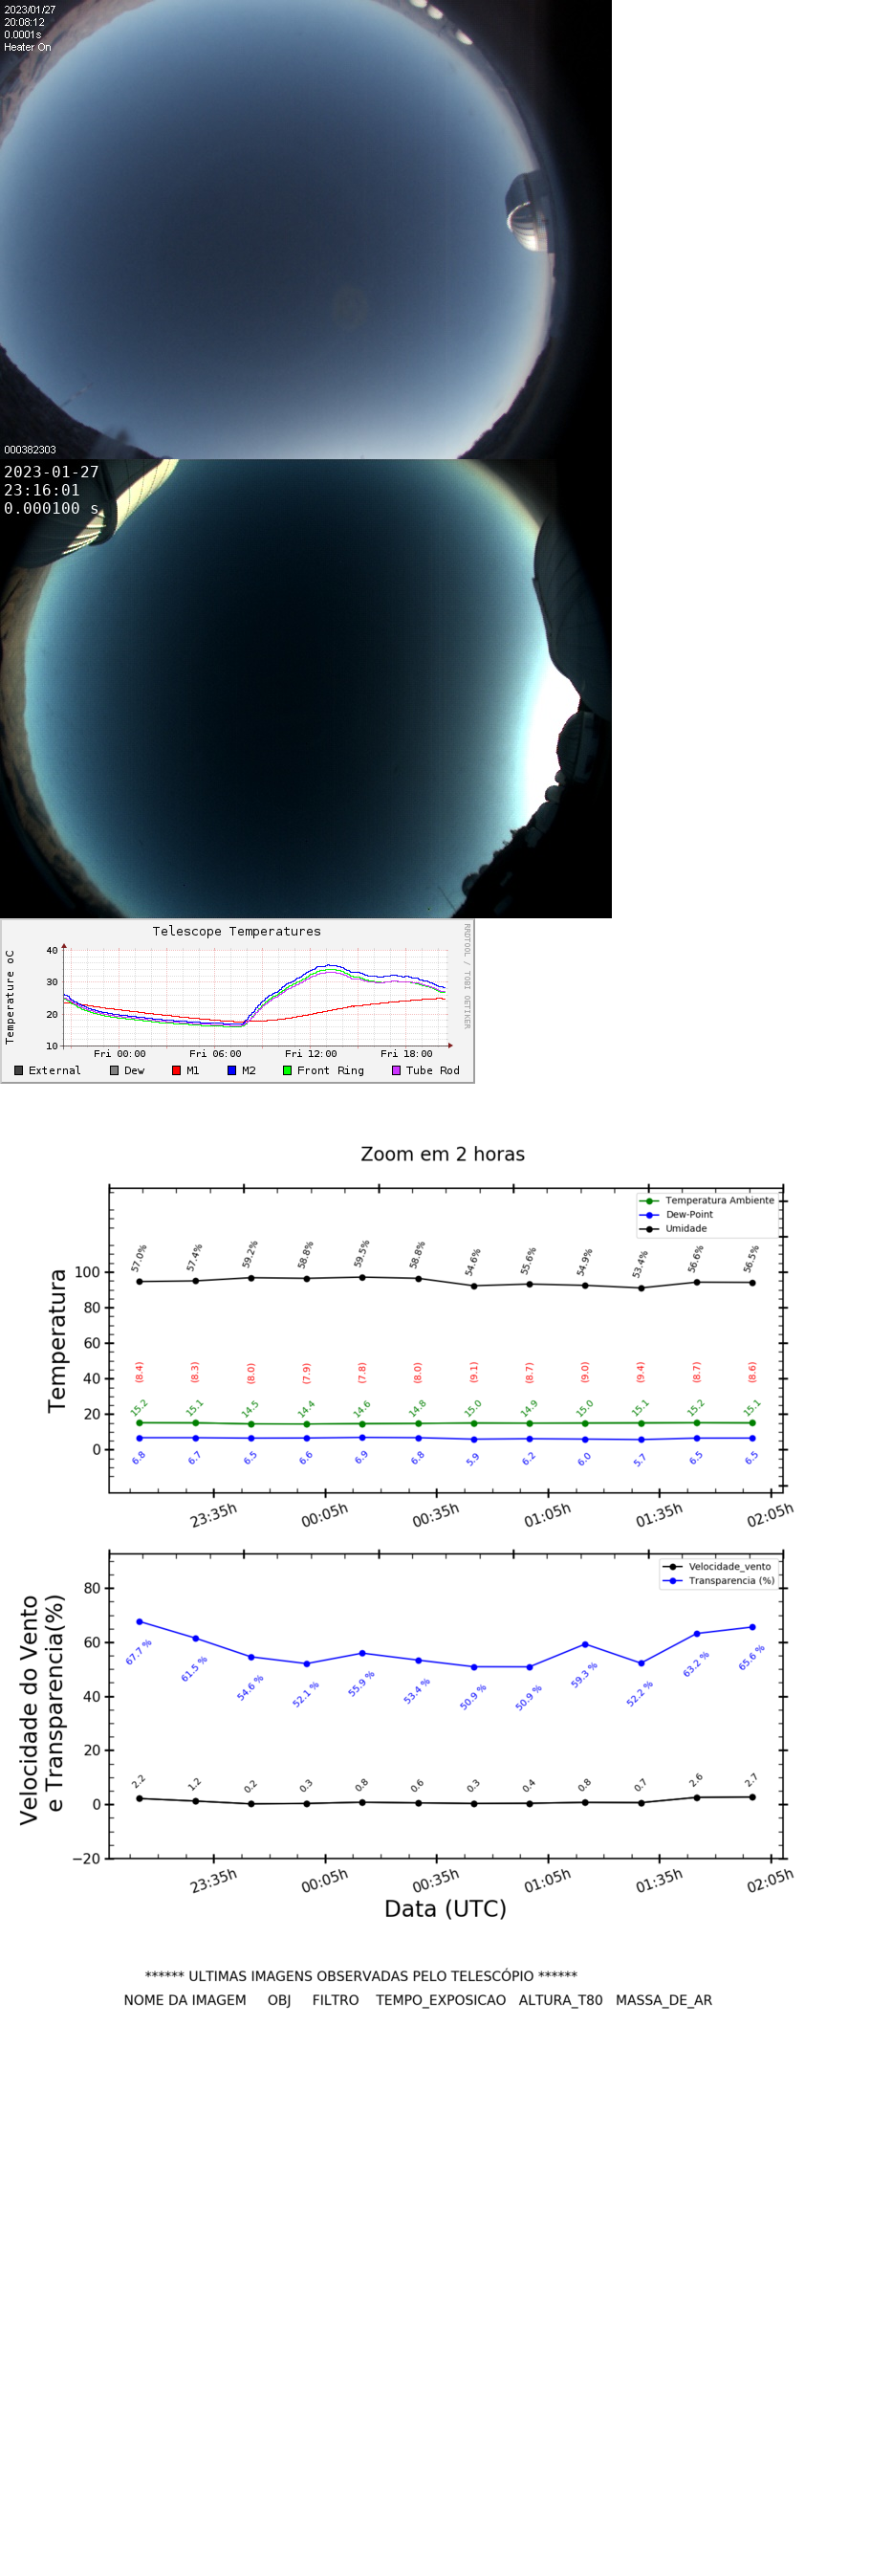 2023/01/27
20:08:12
0.0001s
Heater On
000382303
2023-01-27
23:16:01
0.000100 s
Telescope Temperatures
RRDTOOL / TOBI OETIKER
Temperature oC
40
30
20
10
Fri 00:00 Fri 06:00 Fri 12:00 Fri 18:00
External Dew M1 M2 Front Ring Tube Rod
Zoom em 2 horas
Temperatura Ambiente
Dew-Point
Umidade
Temperatura
100
80
60
40
20
0
57.0% 57.4% 59.2% 58.8% 59.5% 58.8% 54.6% 55.6% 54.9% 53.4% 56.6% 56.5%
(8.4) (8.3) (8.0) (7.9) (7.8) (8.0) (9.1) (8.7) (9.0) (9.4) (8.7) (8.6)
15.2 15.1 14.5 14.4 14.6 14.8 15.0 14.9 15.0 15.1 15.2 15.1
6.8 6.7 6.5 6.6 6.9 6.8 5.9 6.2 6.0 5.7 6.5 6.5
23:35h 00:05h 00:35h 01:05h 01:35h 02:05h
Velocidade_vento
Transparencia (%)
Velocidade do Vento
e Transparencia(%)
80
60
40
20
0
−20
67.7 % 61.5 % 54.6 % 52.1 % 55.9 % 53.4 % 50.9 % 50.9 % 59.3 % 52.2 % 63.2 % 65.6 %
2.2 1.2 0.2 0.3 0.8 0.6 0.3 0.4 0.8 0.7 2.6 2.7
23:35h 00:05h 00:35h 01:05h 01:35h 02:05h
Data (UTC)
****** ULTIMAS IMAGENS OBSERVADAS PELO TELESCÓPIO ******
NOME DA IMAGEM OBJ FILTRO TEMPO_EXPOSICAO ALTURA_T80 MASSA_DE_AR